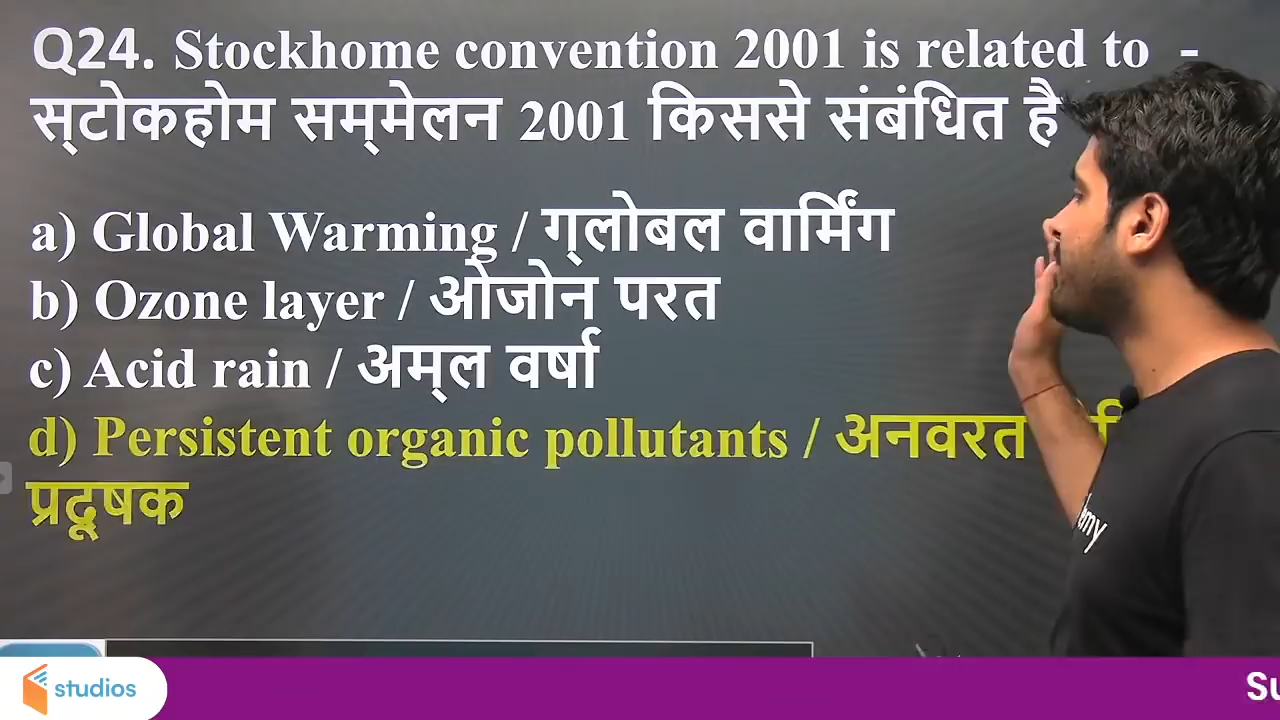 Q24. Stockhome convention 2001 is related to -
स्टोकहोम सम्मेलन 2001 किससे संबंधित है
a) Global Warming / ग्लोबल वार्मिंग
b) Ozone layer / ओजोन परत
c) Acid rain / अम्ल वर्षा
d) Persistent organic pollutants / अनवरत
प्रदूषक
studios